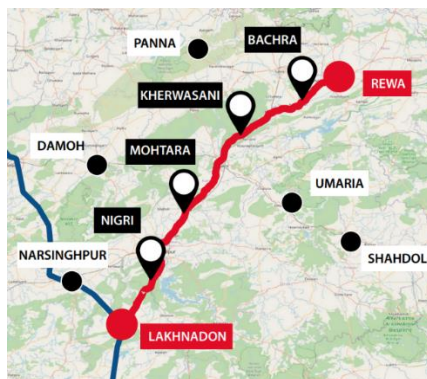 PANNA
BACHRA
REWA
KHERWASANI
DAMOH
MOHTARA
UMARIA
NIGRI
SHAHDOL
NARSINGHPUR
LAKHNADON